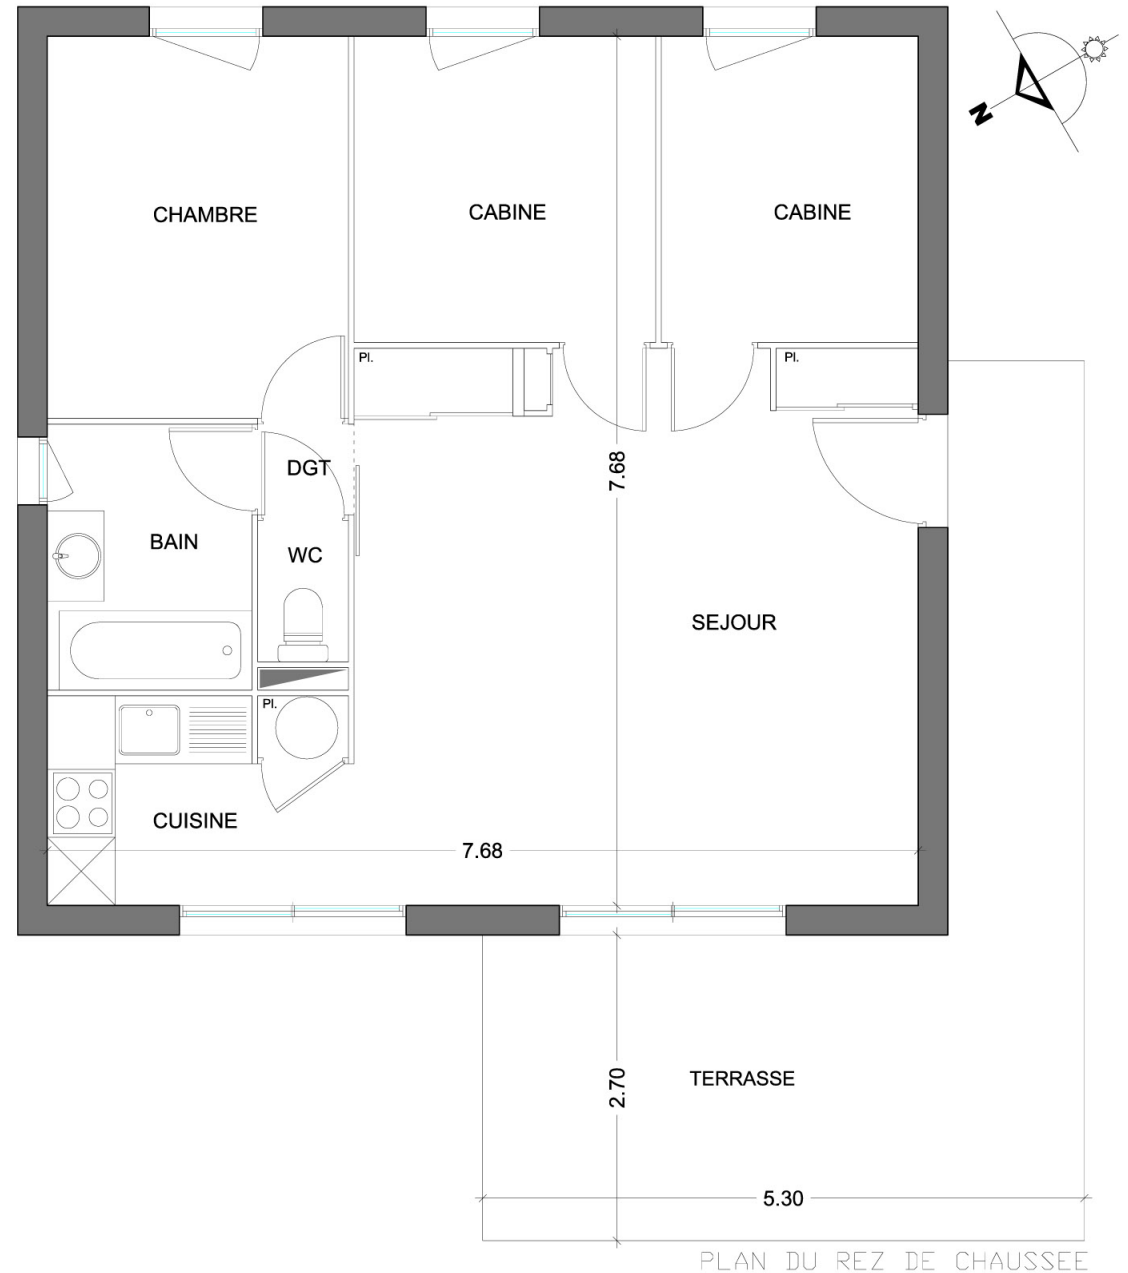 N
CHAMBRE
CABINE
CABINE
Pl.
Pl.
DGT
7.68
BAIN
WC
SEJOUR
Pl.
CUISINE
7.68
TERRASSE
2.70
5.30
PLAN DU REZ DE CHAUSSEE